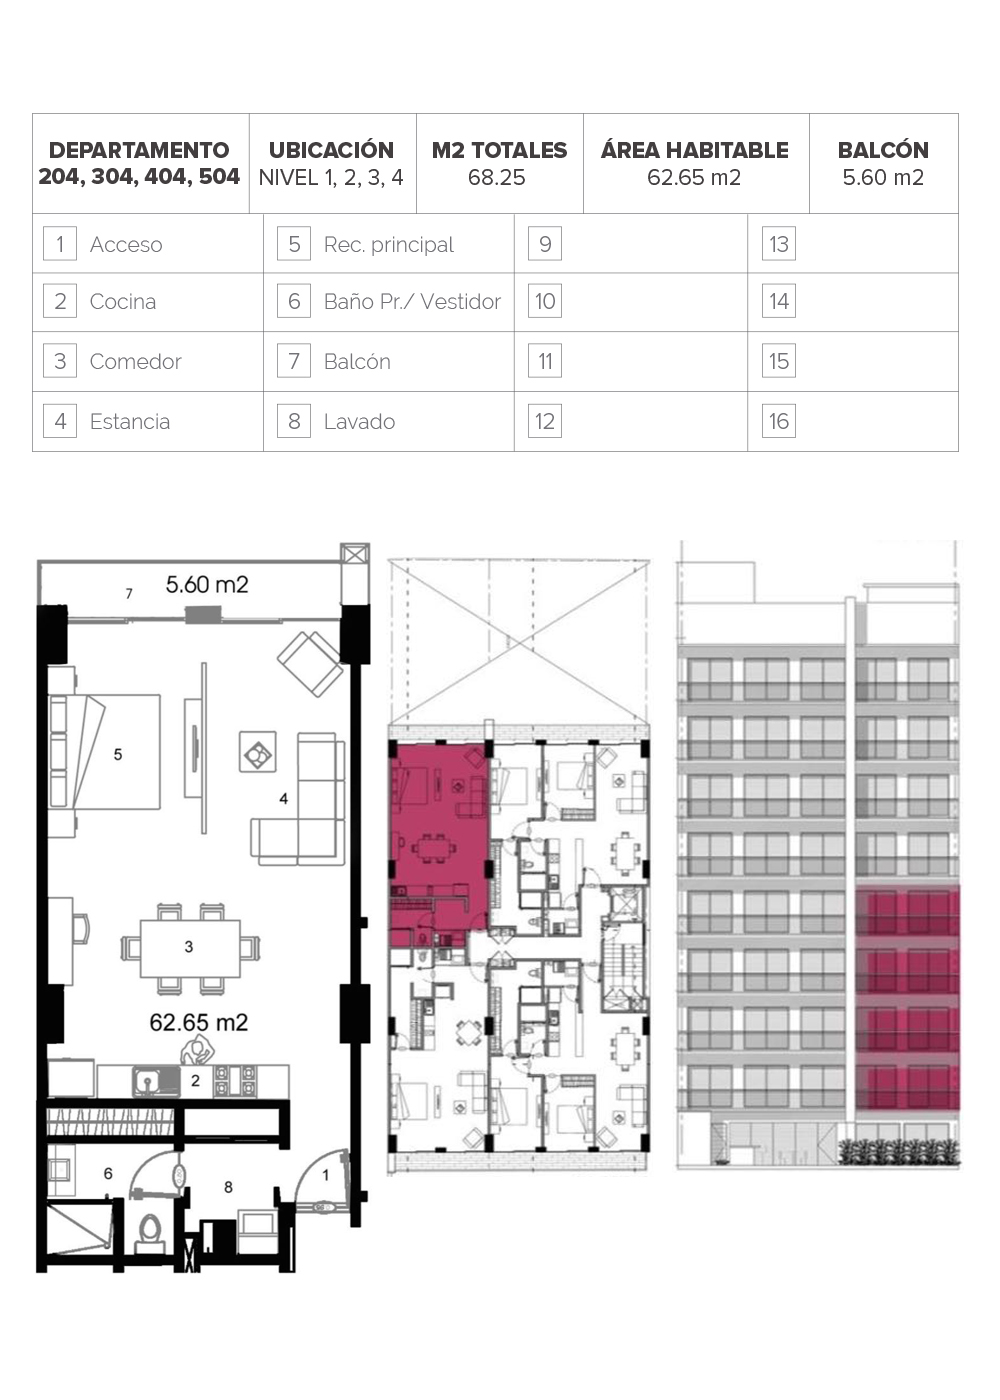 DEPARTAMENTO
204, 304, 404, 504
UBICACIÓN
NIVEL 1, 2, 3, 4
M2 TOTALES
68.25
ÁREA HABITABLE
62.65 m2
BALCÓN
5.60 m2
1 Acceso
5 Rec. principal
9
13
2 Cocina
6 Baño Pr./ Vestidor
10
14
3 Comedor
7 Balcón
11
15
4 Estancia
8 Lavado
12
16
7 5.60 m2
5
4
3
62.65 m2
2
6
8
1